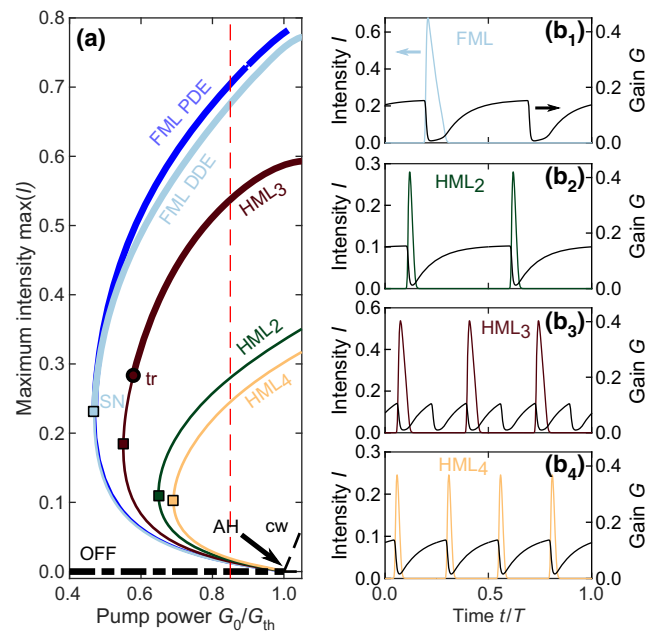 (a)
Maximum intensity max(I)
0.8
0.7
0.6
0.5
0.4
0.3
0.2
0.1
0.0
0.4 0.6 0.8 1.0
Pump power G0/Gth
FML PDE
FML DDE
HML3
tr
SN
HML2
HML4
AH
cw
OFF
(b1)
FML
Intensity I
0.6
0.4
0.2
0.0
Gain G
0.4
0.2
0.0
(b2)
HML2
Intensity I
0.3
0.2
0.1
0.0
Gain G
0.4
0.2
0.0
(b3)
HML3
Intensity I
0.6
0.4
0.2
0.0
Gain G
0.4
0.2
0.0
(b4)
HML4
Intensity I
0.3
0.2
0.1
0.0
Gain G
0.4
0.2
0.0
0.0 0.5 1.0
Time t/T